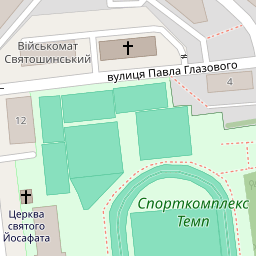 Військомат
Святошинський
вулиця Павла Глазового
4
12
Спорткомплекс
Темп
Церква
святого
Йосафата